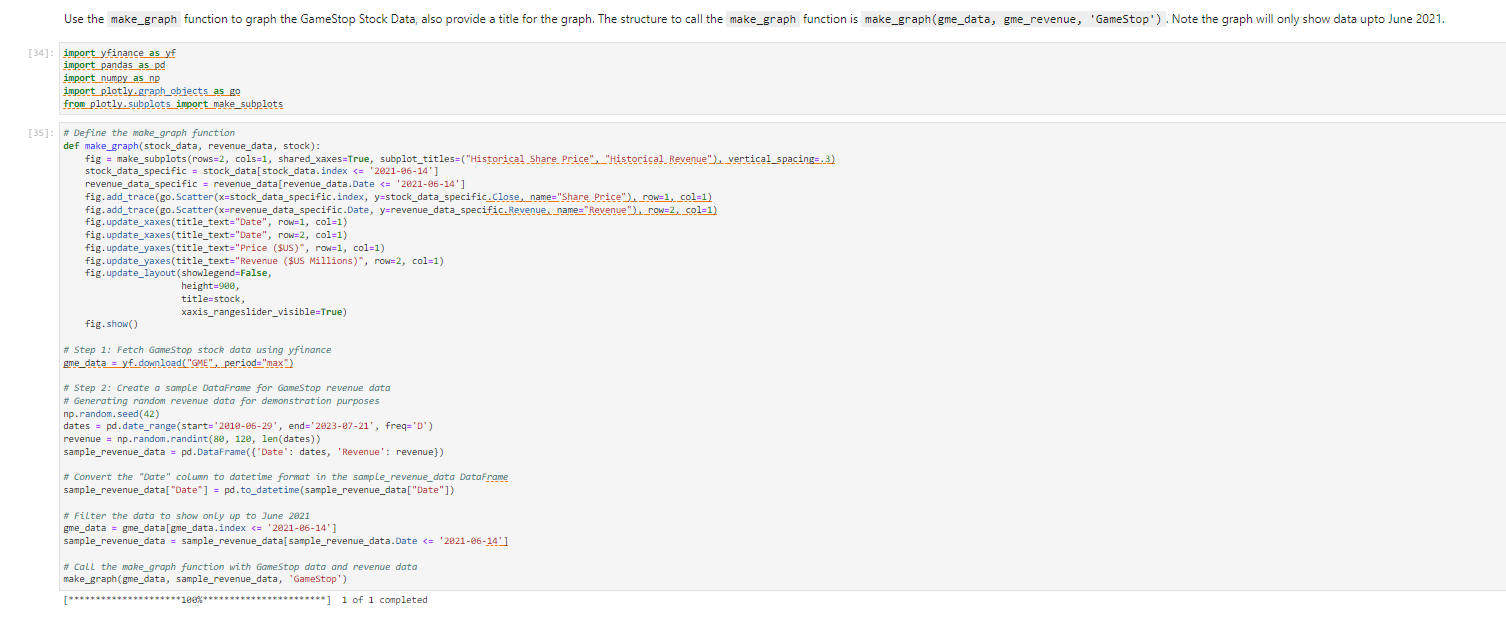 Use the make_graph function to graph the GameStop Stock Data, also provide a title for the graph. The structure to call the make_graph function is make_graph(gme_data, gme_revenue, 'GameStop') . Note the graph will only show data upto June 2021.
[34]: import yfinance as yf
import pandas as pd
import numpy as np
import plotly.graph_objects as go
from plotly.subplots import make_subplots
[35]: # Define the make_graph function
def make_graph(stock_data, revenue_data, stock):
    fig = make_subplots(rows=2, cols=1, shared_xaxes=True, subplot_titles=("Historical Share Price", "Historical Revenue"), vertical_spacing=.3)
    stock_data_specific = stock_data[stock_data.index <= '2021-06-14']
    revenue_data_specific = revenue_data[revenue_data.Date <= '2021-06-14']
    fig.add_trace(go.Scatter(x=stock_data_specific.index, y=stock_data_specific.Close, name="Share Price"), row=1, col=1)
    fig.add_trace(go.Scatter(x=revenue_data_specific.Date, y=revenue_data_specific.Revenue, name="Revenue"), row=2, col=1)
    fig.update_xaxes(title_text="Date", row=1, col=1)
    fig.update_xaxes(title_text="Date", row=2, col=1)
    fig.update_yaxes(title_text="Price ($US)", row=1, col=1)
    fig.update_yaxes(title_text="Revenue ($US Millions)", row=2, col=1)
    fig.update_layout(showlegend=False,
                      height=900,
                      title=stock,
                      xaxis_rangeslider_visible=True)
    fig.show()
# Step 1: Fetch GameStop stock data using yfinance
gme_data = yf.download("GME", period="max")
# Step 2: Create a sample DataFrame for GameStop revenue data
# Generating random revenue data for demonstration purposes
np.random.seed(42)
dates = pd.date_range(start='2010-06-29', end='2023-07-21', freq='D')
revenue = np.random.randint(80, 120, len(dates))
sample_revenue_data = pd.DataFrame({'Date': dates, 'Revenue': revenue})
# Convert the "Date" column to datetime format in the sample_revenue_data DataFrame
sample_revenue_data["Date"] = pd.to_datetime(sample_revenue_data["Date"])
# Filter the data to show only up to June 2021
gme_data = gme_data[gme_data.index <= '2021-06-14']
sample_revenue_data = sample_revenue_data[sample_revenue_data.Date <= '2021-06-14']
# Call the make_graph function with GameStop data and revenue data
make_graph(gme_data, sample_revenue_data, 'GameStop')
[*********************100%***********************]  1 of 1 completed